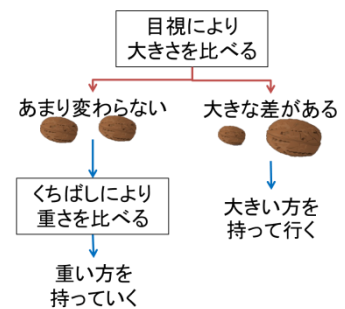 目視により
大きさを比べる
あまり変わらない
大きな差がある
くちばしにより
重さを比べる
大きい方を
持って行く
重い方を
持っていく